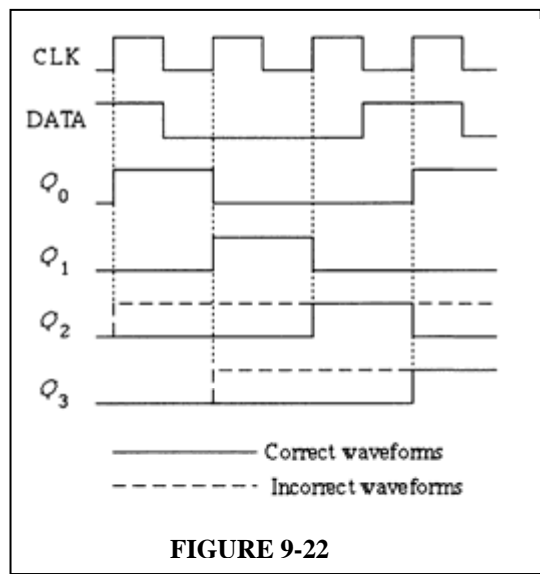 CLK
DATA
Q0
Q1
Q2
Q3
Correct waveforms
Incorrect waveforms
FIGURE 9-22